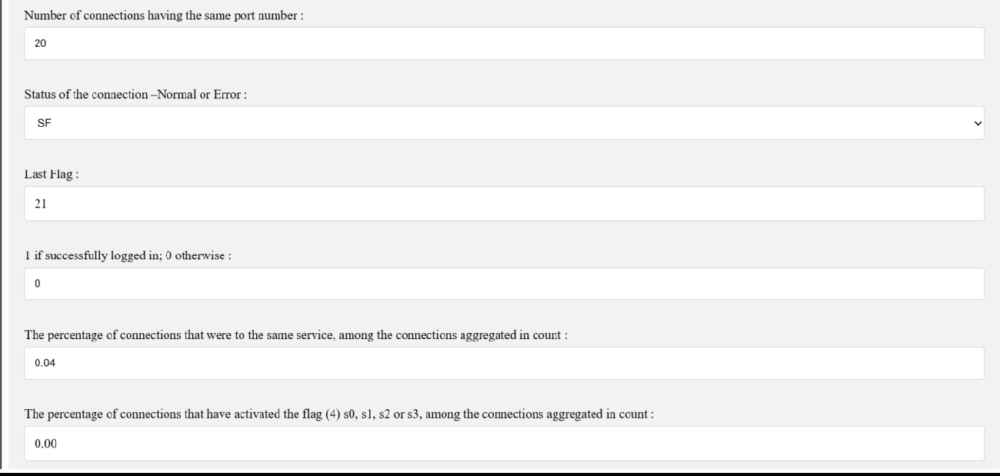 Number of connections having the same port number :
20
Status of the connection –Normal or Error :
SF
Last Flag :
21
1 if successfully logged in; 0 otherwise :
0
The percentage of connections that were to the same service, among the connections aggregated in count :
0.04
The percentage of connections that have activated the flag (4) s0, s1, s2 or s3, among the connections aggregated in count :
0.00